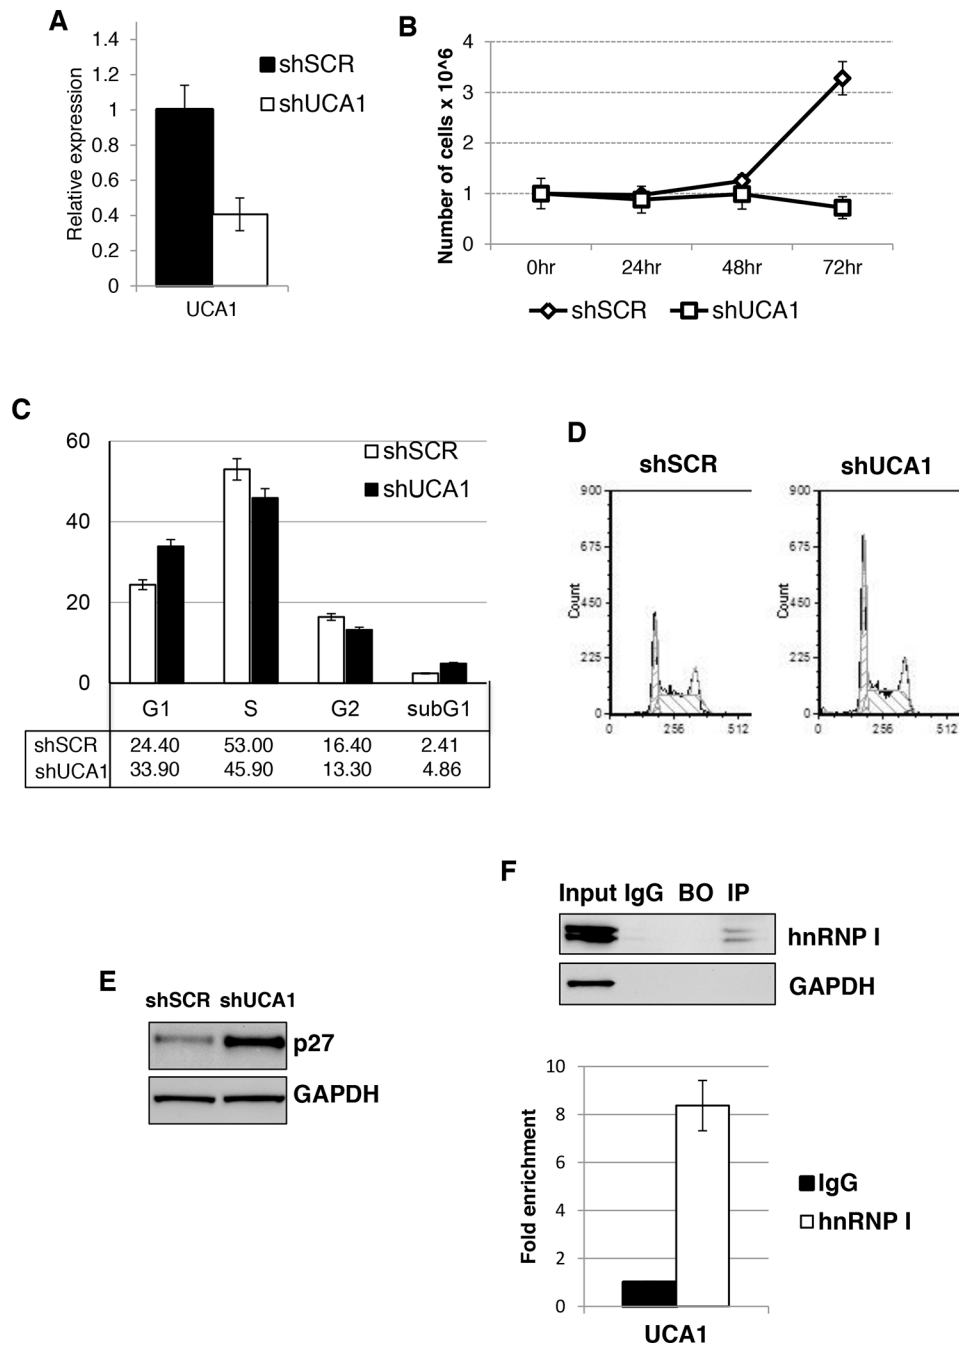 A
1.4
1.2
1
0.8
0.6
0.4
0.2
0
Relative expression
UCA1
shSCR
shUCA1
B
4
3
2
1
0
Number of cells x 10^6
0hr 24hr 48hr 72hr
shSCR shUCA1
C
60
40
20
0
shSCR
shUCA1
G1 S G2 subG1
shSCR 24.40 53.00 16.40 2.41
shUCA1 33.90 45.90 13.30 4.86
D
shSCR
900
675
450
225
0
Count
0 256 512
shUCA1
900
675
450
225
0
Count
0 256 512
E
shSCR shUCA1
p27
GAPDH
F
Input IgG BO IP
hnRNP I
GAPDH
10
8
6
4
2
0
Fold enrichment
UCA1
IgG
hnRNP I